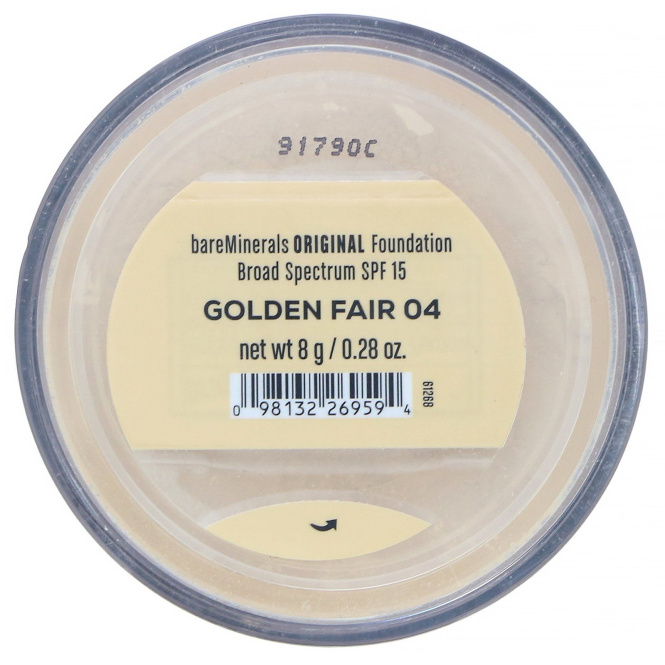 91790C
bareMinerals ORIGINAL Foundation
Broad Spectrum SPF 15
GOLDEN FAIR 04
net wt 8 g / 0.28 oz.
0 98132 26959 4
61268